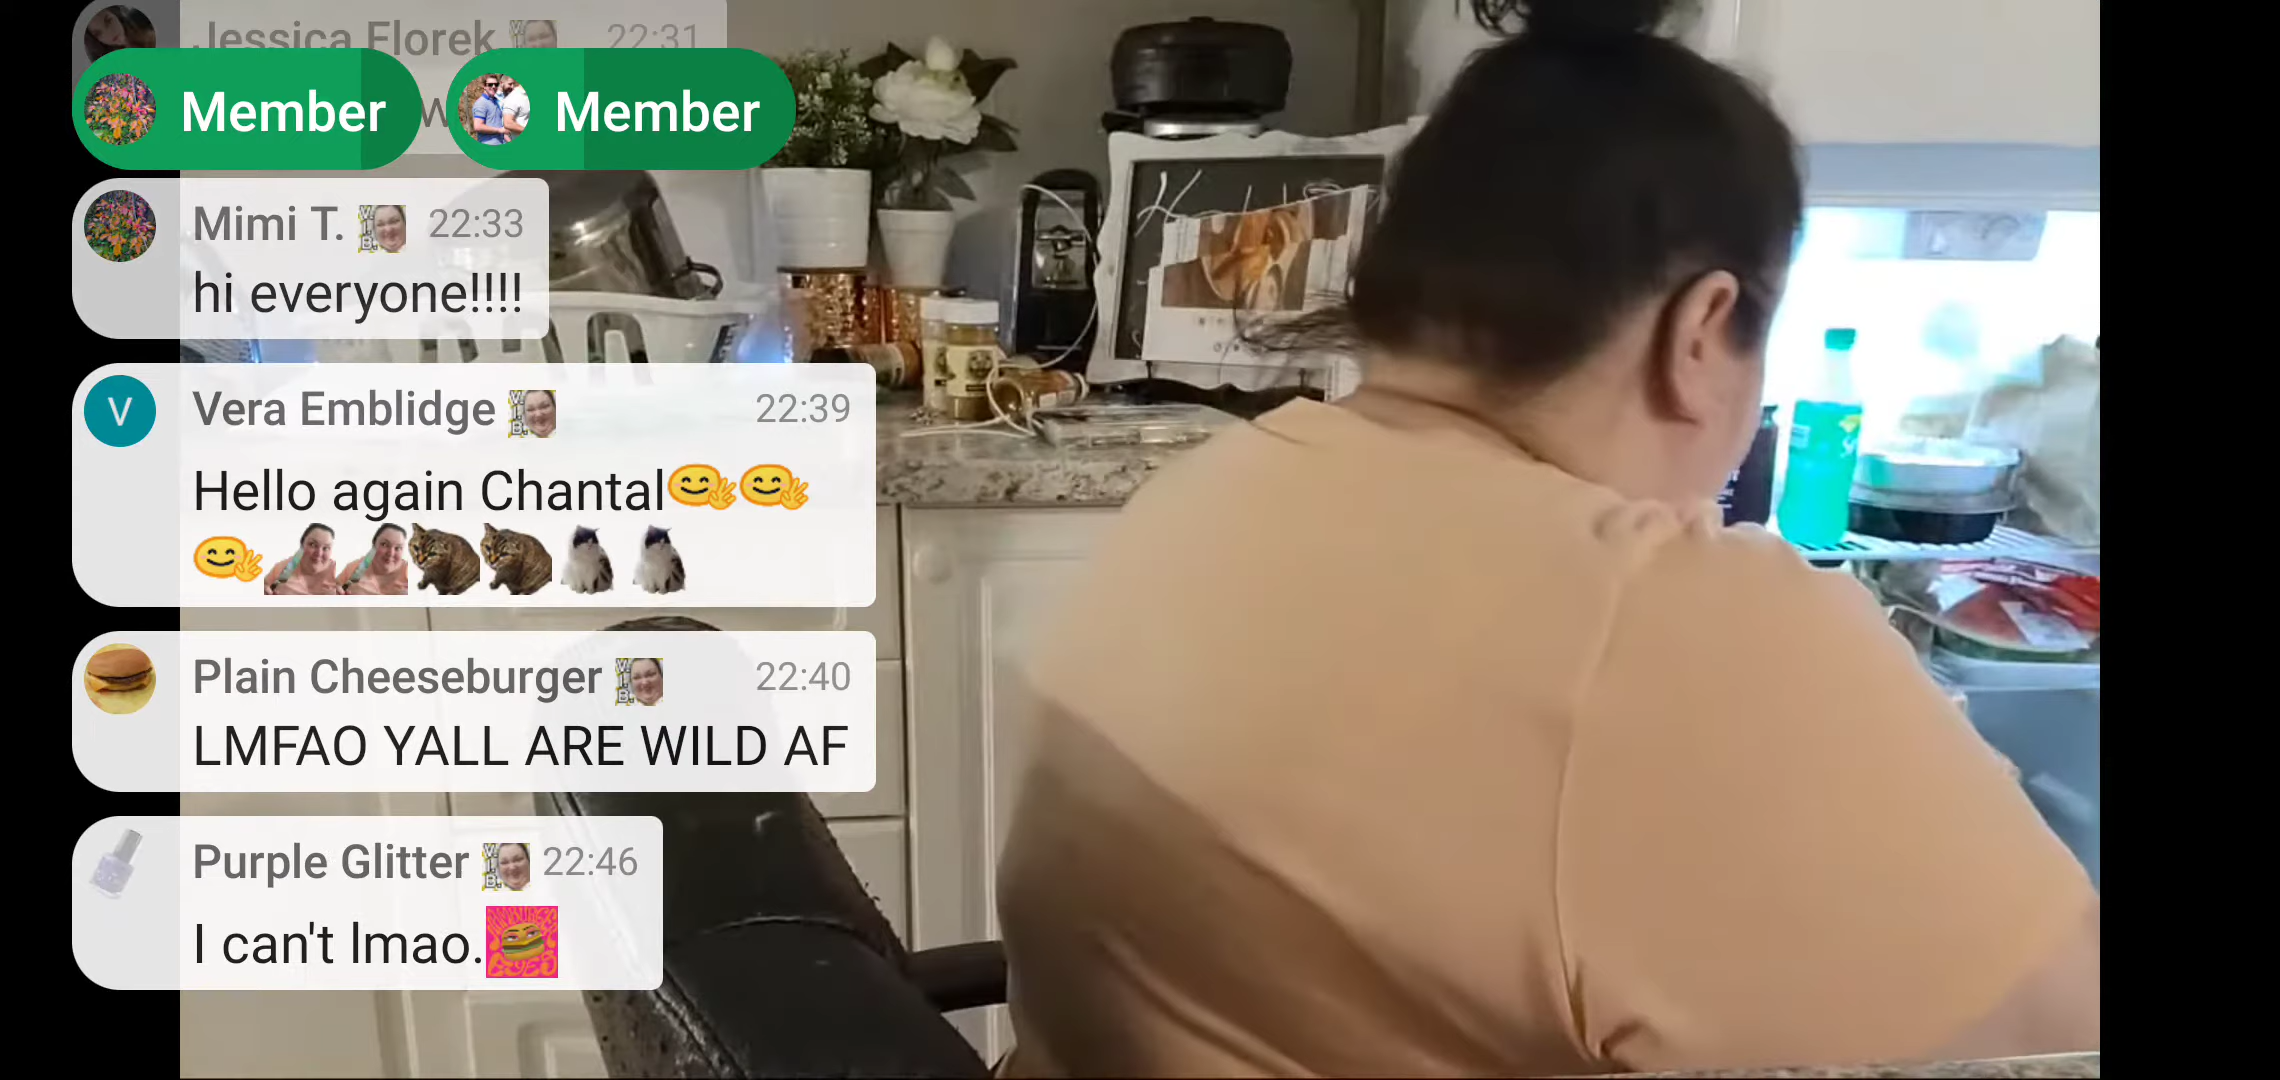 Jessica Florek 22:31
Member
Member
Mimi T. 22:33
hi everyone!!!!
V
Vera Emblidge 22:39
Hello again Chantal
Plain Cheeseburger 22:40
LMFAO YALL ARE WILD AF
Purple Glitter 22:46
I can't lmao.